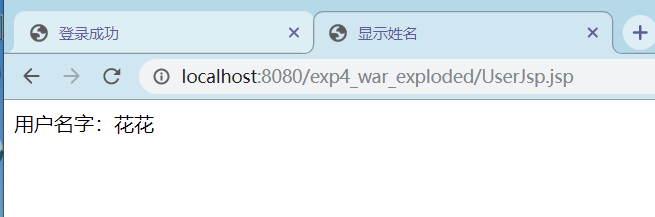 登录成功
显示姓名
localhost:8080/exp4_war_exploded/UserJsp.jsp
用户名字：花花